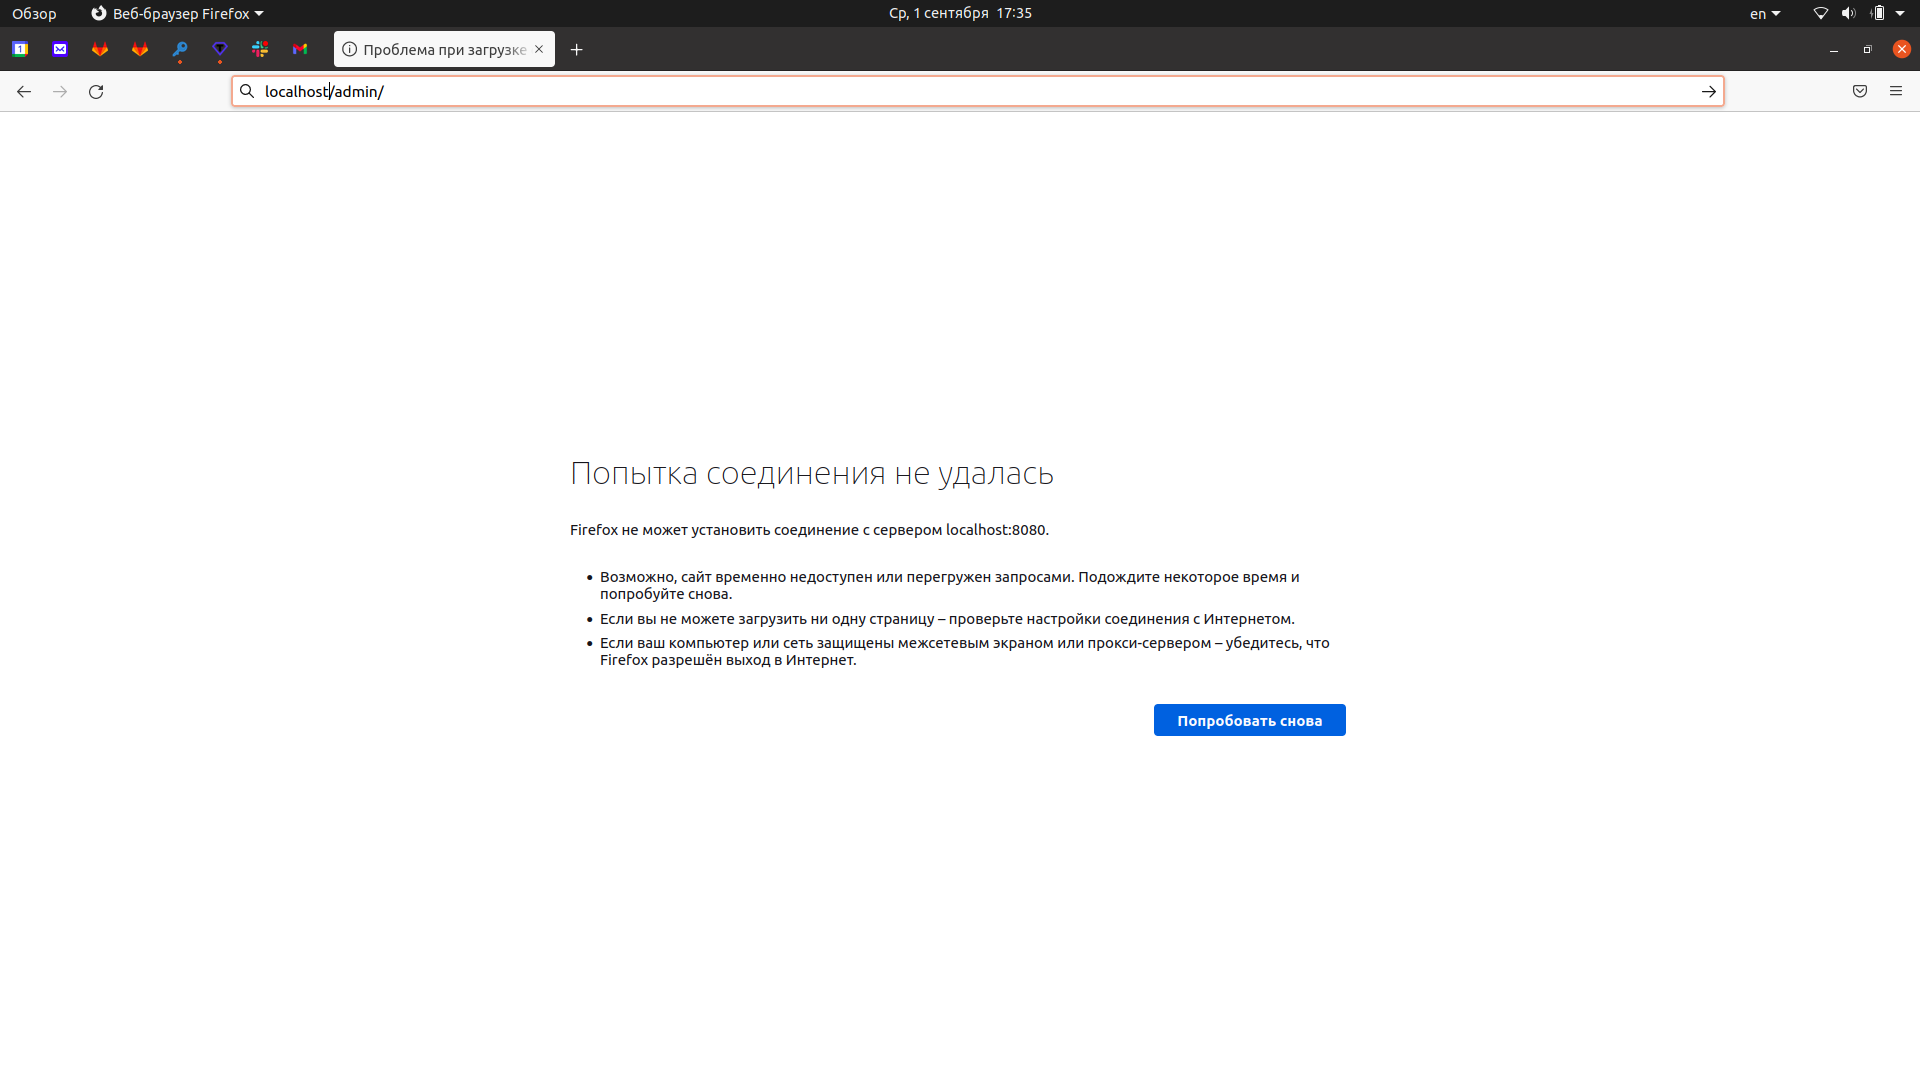 Обзор
Веб-браузер Firefox
Ср, 1 сентября 17:35
en
1
Проблема при загрузке
localhost/admin/
Попытка соединения не удалась
Firefox не может установить соединение с сервером localhost:8080.
Возможно, сайт временно недоступен или перегружен запросами. Подождите некоторое время и
попробуйте снова.
Если вы не можете загрузить ни одну страницу – проверьте настройки соединения с Интернетом.
Если ваш компьютер или сеть защищены межсетевым экраном или прокси-сервером – убедитесь, что
Firefox разрешён выход в Интернет.
Попробовать снова